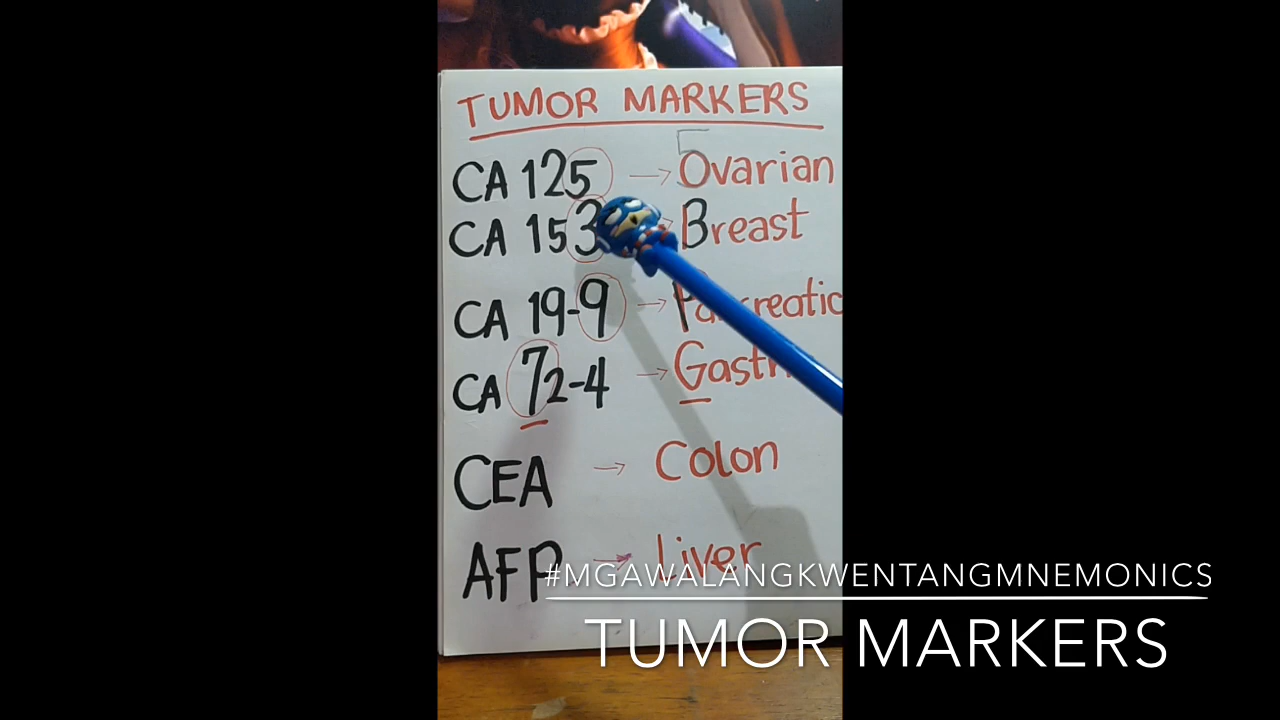 TUMOR MARKERS
CA 125 → Ovarian
CA 153 Breast
CA 19-9 → Pancreatic
CA 72-4 →
CEA → Colon
AFP → Liver
#MGAWALANGKWENTANGMNEMONICS
TUMOR MARKERS